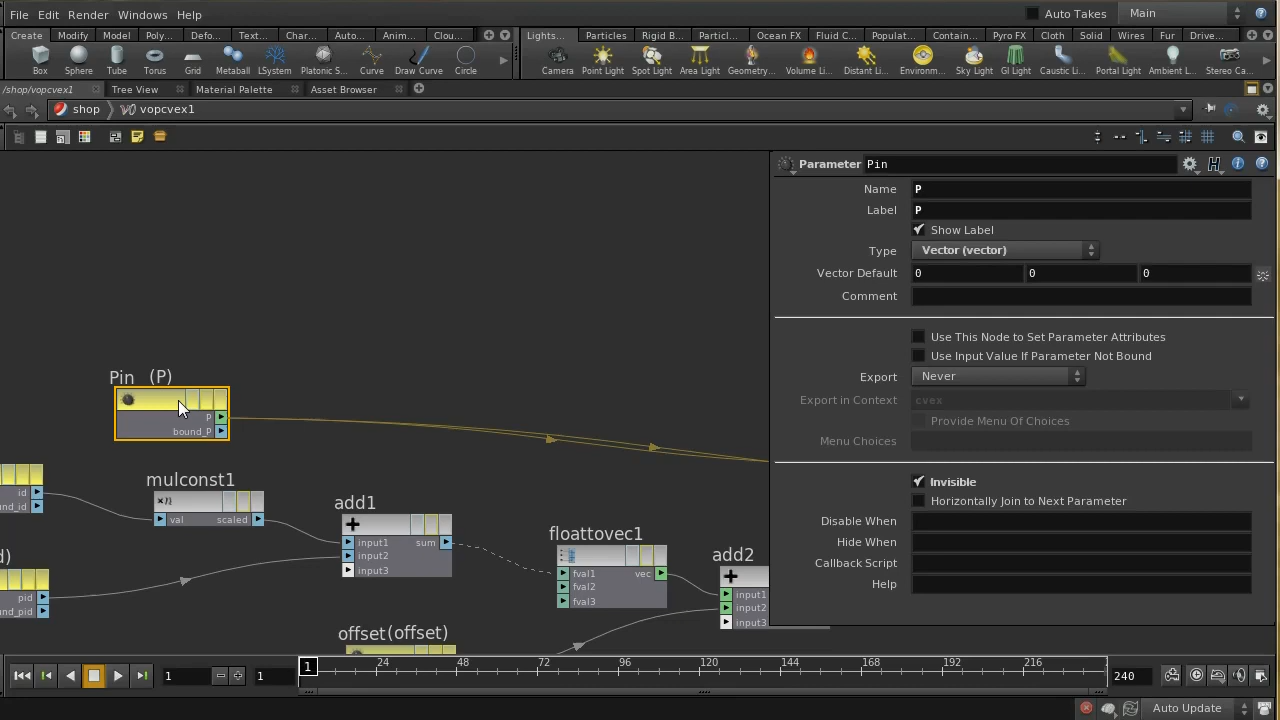 File Edit Render Windows Help Auto Takes Main
Create Modify Model Poly... Defo... Text... Char... Auto... Anim... Clou... Lights... Particles Rigid B... Particl... Ocean FX Fluid C... Populat... Contain... Pyro FX Cloth Solid Wires Fur Drive...
Box Sphere Tube Torus Grid Metaball LSystem Platonic S... Curve Draw Curve Circle Camera Point Light Spot Light Area Light Geometry... Volume Li... Distant Li... Environm... Sky Light GI Light Caustic Li... Portal Light Ambient L... Stereo Ca...
/shop/vopcvex1 Tree View Material Palette Asset Browser
shop vopcvex1
Parameter Pin
Name P
Label P
Show Label
Type Vector (vector)
Vector Default 0 0 0
Comment
Use This Node to Set Parameter Attributes
Use Input Value If Parameter Not Bound
Export Never
Export in Context cvex
Provide Menu Of Choices
Menu Choices
Invisible
Horizontally Join to Next Parameter
Disable When
Hide When
Callback Script
Help
Pin (P)
P
bound_P
id
nd_id
mulconst1
val scaled
d)
pid
und_pid
add1
input1 sum
input2
input3
floattovec1
fval1 vec
fval2
fval3
add2
input1
input2
input3
offset(offset)
1 1 1 24 48 72 96 120 144 168 192 216 240
Auto Update